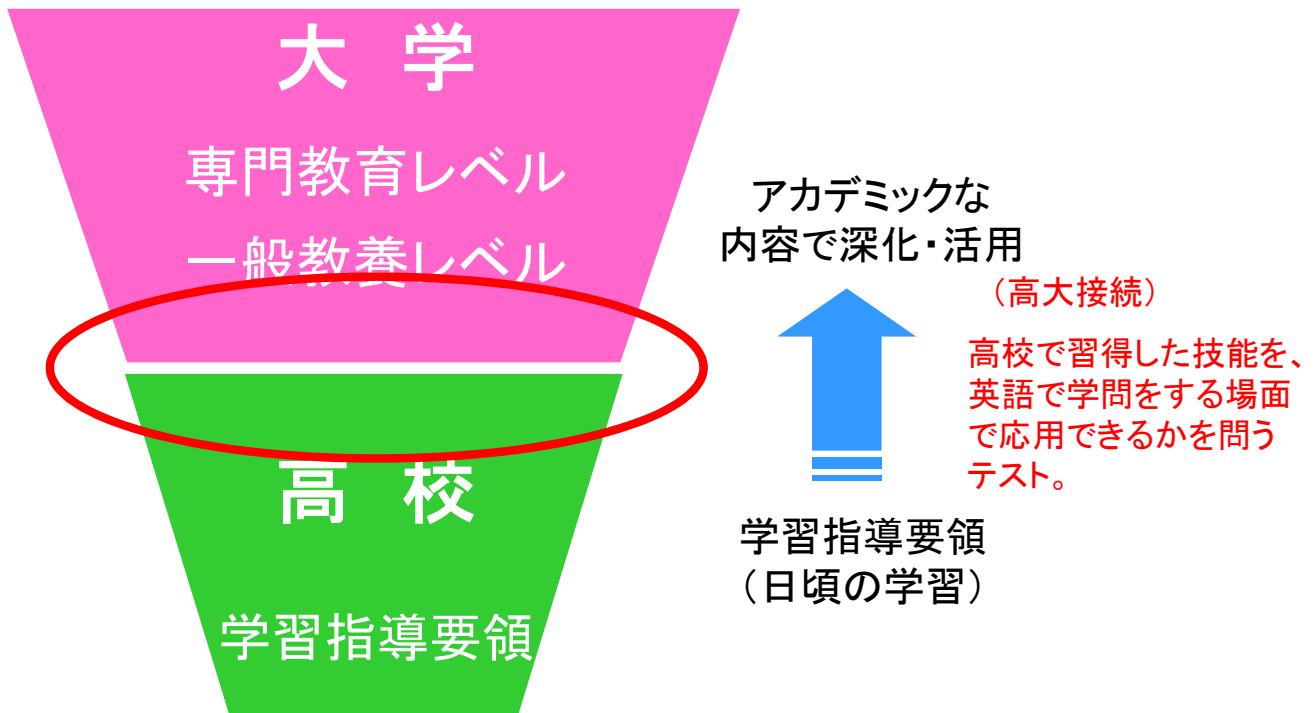 大　学
専門教育レベル
一般教養レベル
高　校
学習指導要領
アカデミックな
内容で深化・活用
（高大接続）
高校で習得した技能を、
英語で学問をする場面
で応用できるかを問う
テスト。
学習指導要領
（日頃の学習）